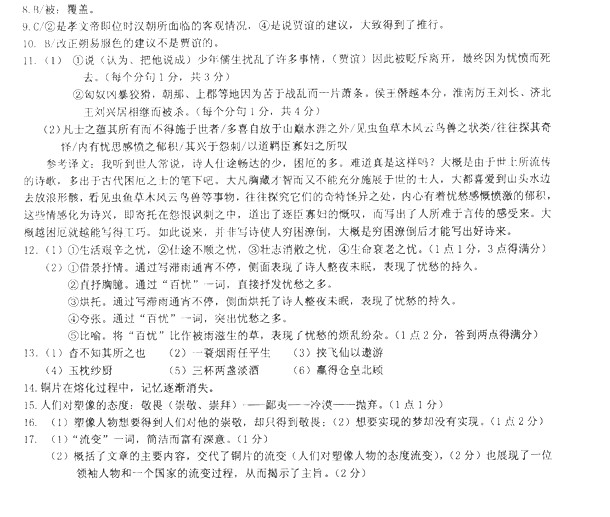 8.B/被：覆盖。
9.C/②是孝文帝即位时汉朝所面临的客观情况，④是说贾谊的建议，大致得到了推行。
10. B/改正朔易服色的建议不是贾谊的。
11.（1）①说（认为、把他说成）少年儒生扰乱了许多事情，（贾谊）因此被贬斥离开，最终因为忧愤而死
去。（每个分句1分，共3分）
②匈奴凶暴狡猾，朝那、上郡等地因为苦于战乱而一片萧条。侯王僭越本分，淮南厉王刘长、济北
王刘兴居相继而被杀。（每个分句1分，共4分）
（2）凡士之蕴其所有而不得施于世者/多喜自放于山巅水涯之外/见虫鱼草木风云鸟兽之状类/往往探其奇
怪/内有忧思感愤之郁积/其兴于怨刺/以道羁臣寡妇之所叹
参考译文：我听到世人常说，诗人仕途畅达的少，困厄的多。难道真是这样吗？大概是由于世上所流传
的诗歌，多出于古代困厄之士的笔下吧。大凡胸藏才智而又不能充分施展于世的士人，大都喜爱到山头水边
去放浪形骸，看见虫鱼草木风云鸟兽等事物，往往探究它们的奇特怪异之处，内心有着忧愁感慨愤激的郁积，
这些情感化为诗兴，即寄托在怨恨讽刺之中，道出了逐臣寡妇的慨叹，而写出了人所难于言传的感受来。大
概越困厄就越能写得工巧。如此说来，并非写诗使人穷困潦倒，大概是穷困潦倒后才能写出好诗来。
12.（1）①生活艰辛之忧，②仕途不顺之忧，③壮志消散之忧，④生命衰老之忧。（1点1分，3点得满分）
（2）①借景抒情。通过写滞雨通宵不停，侧面表现了诗人整夜未眠，表现了忧愁的持久。
②直抒胸臆。通过“百忧”一词，直接抒发忧愁之多。
③烘托。通过写滞雨通宵不停，侧面烘托了诗人整夜未眠，表现了忧愁的持久。
④夸张。通过“百忧”一词，突出忧愁之多。
⑤比喻。将“百忧”比作被雨滋生的草，表现了忧愁的烦乱纷杂。（1点2分，答到两点得满分）
13.（1）杳不知其所之也 （2）一蓑烟雨任平生 （3）挟飞仙以遨游
（4）玉枕纱厨 （5）三杯两盏淡酒 （6）赢得仓皇北顾
14.铜片在熔化过程中，记忆逐渐消失。
15.人们对塑像的态度：敬畏（崇敬、崇拜）——鄙夷——冷漠——抛弃。（1点1分）
16.（1）塑像人物想要得到人们对他的崇敬，却只得到敬畏；（2）想要实现的梦却没有实现。（1点2分）
17.（1）“流变”一词，简洁而富有深意。（1分）
（2）概括了文章的主要内容，交代了铜片的流变（人们对塑像人物的态度流变），（2分）也展现了一位
领袖人物和一个国家的流变过程，从而揭示了主旨。（2分）